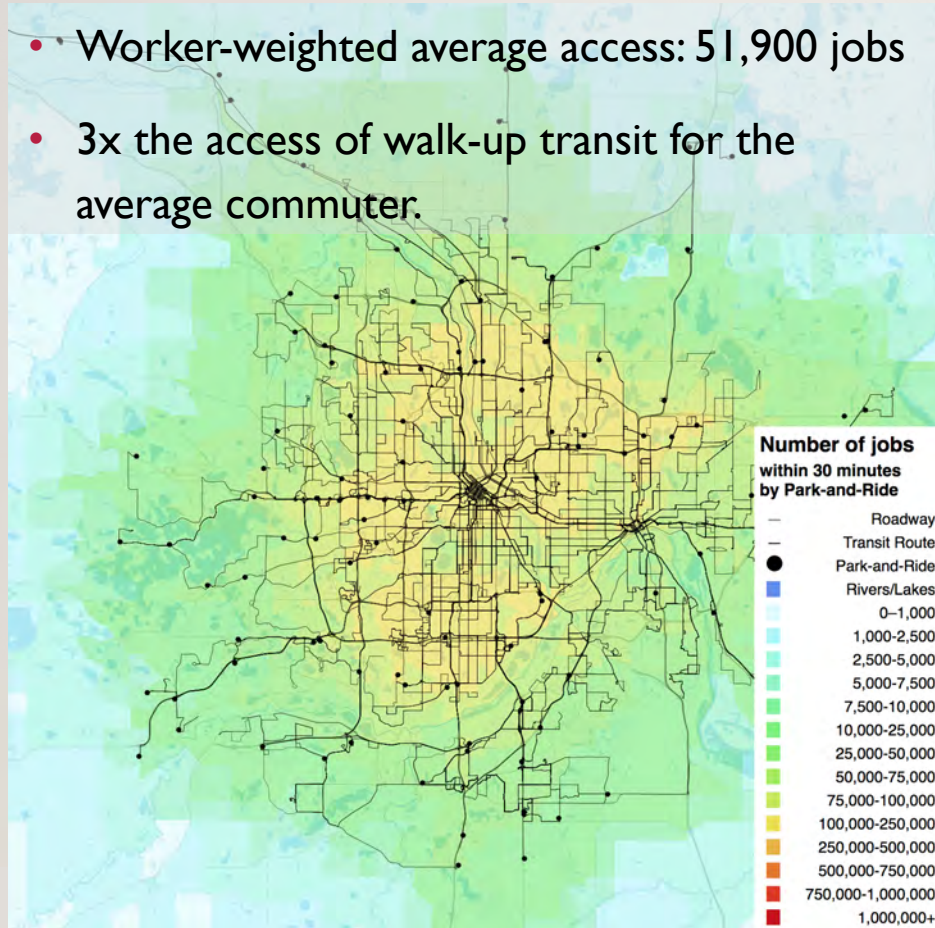 • Worker-weighted average access: 51,900 jobs
• 3x the access of walk-up transit for the
average commuter.
Number of jobs
within 30 minutes
by Park-and-Ride
Roadway
Transit Route
Park-and-Ride
Rivers/Lakes
0–1,000
1,000-2,500
2,500-5,000
5,000-7,500
7,500-10,000
10,000-25,000
25,000-50,000
50,000-75,000
75,000-100,000
100,000-250,000
250,000-500,000
500,000-750,000
750,000-1,000,000
1,000,000+